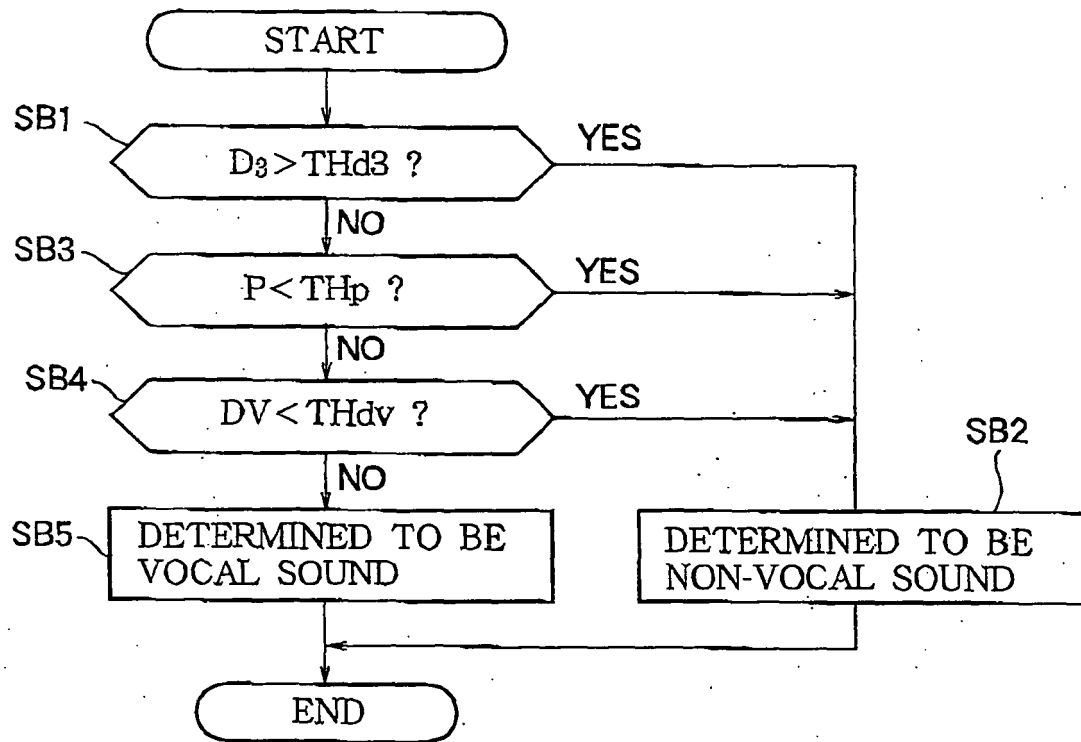 START
SB1
D₃>THd3 ?
YES
NO
SB3
P<THp ?
YES
NO
SB4
DV<THdv ?
YES
NO
SB2
SB5
DETERMINED TO BE
VOCAL SOUND
DETERMINED TO BE
NON-VOCAL SOUND
END